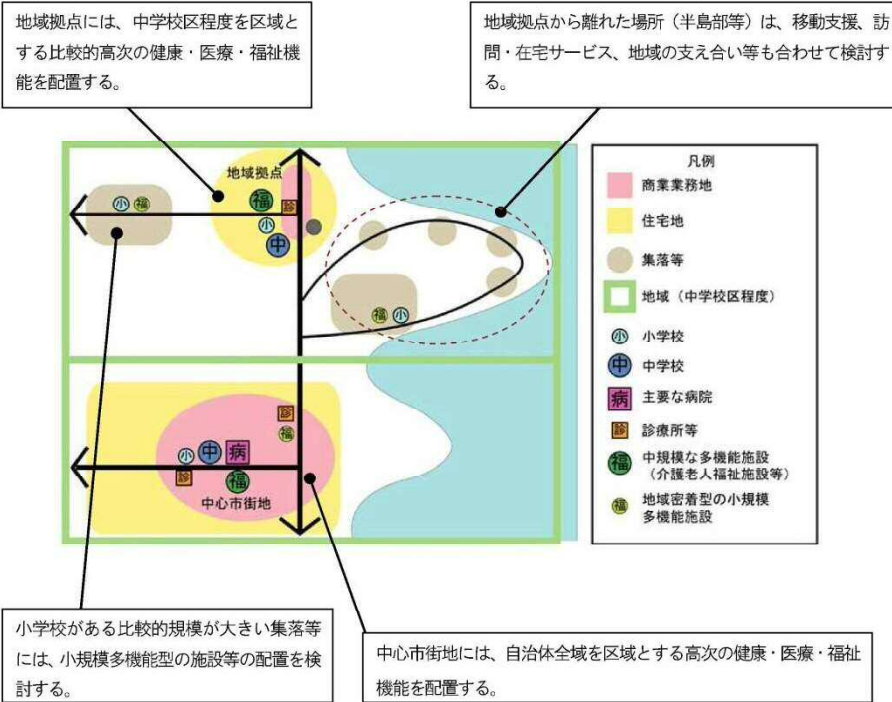 地域拠点には、中学校区程度を区域と
する比較的高次の健康・医療・福祉機
能を配置する。
地域拠点から離れた場所（半島部等）は、移動支援、訪
問・在宅サービス、地域の支え合い等も合わせて検討す
る。
地域拠点
福
診
小
中
小
福
福
小
診
福
小
中
病
診
福
中心市街地
凡例
商業業務地
住宅地
集落等
地域（中学校区程度）
小
小学校
中
中学校
病
主要な病院
診
診療所等
福
中規模な多機能施設
（介護老人福祉施設等）
福
地域密着型の小規模
多機能施設
小学校がある比較的規模が大きい集落等
には、小規模多機能型の施設等の配置を検
討する。
中心市街地には、自治体全域を区域とする高次の健康・医療・福祉
機能を配置する。